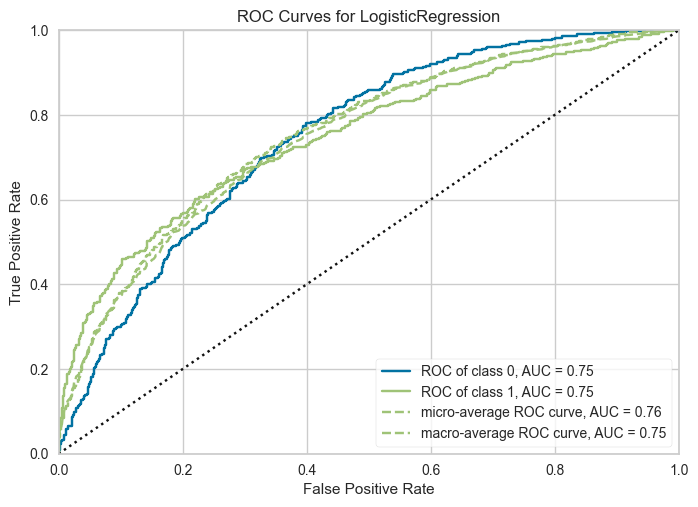 ROC Curves for LogisticRegression
True Positive Rate
1.0
0.8
0.6
0.4
0.2
0.0
ROC of class 0, AUC = 0.75
ROC of class 1, AUC = 0.75
micro-average ROC curve, AUC = 0.76
macro-average ROC curve, AUC = 0.75
0.0 0.2 0.4 0.6 0.8 1.0
False Positive Rate